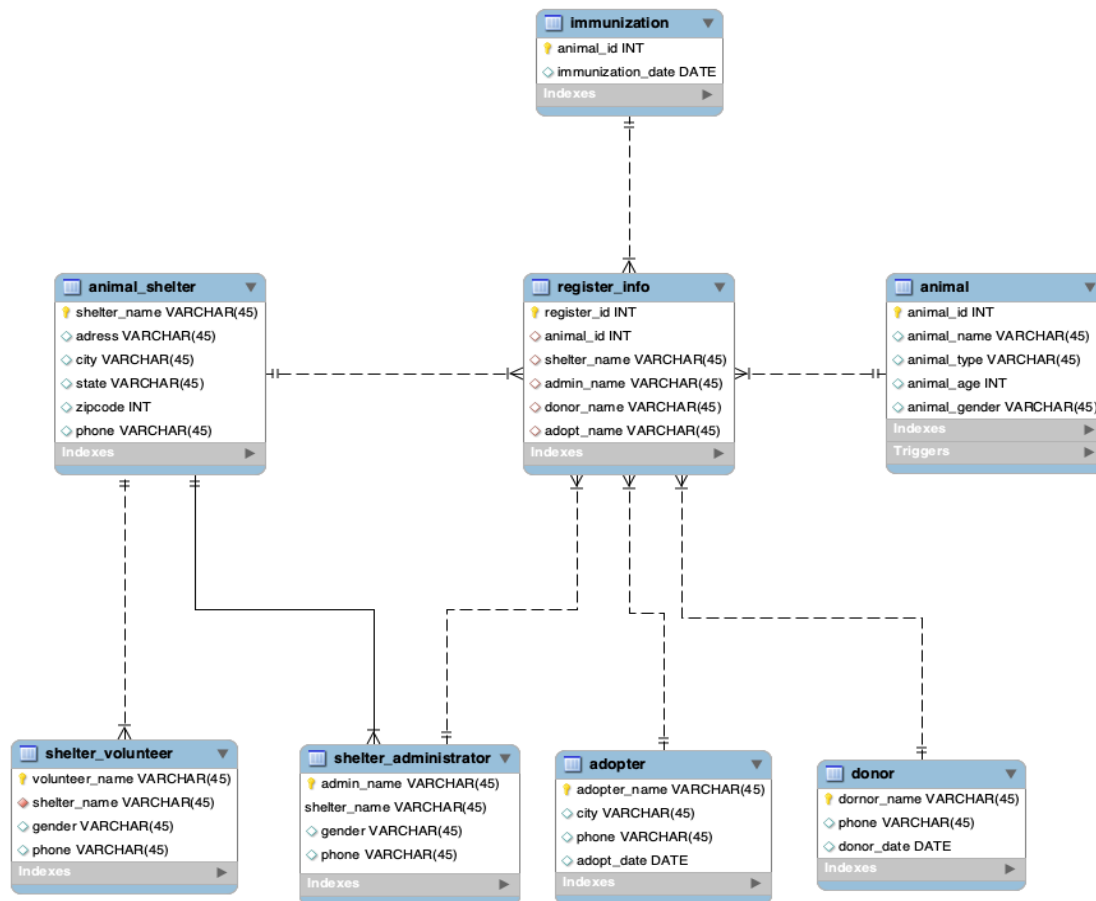 immunization
animal_id INT
immunization_date DATE
Indexes
animal_shelter
shelter_name VARCHAR(45)
adress VARCHAR(45)
city VARCHAR(45)
state VARCHAR(45)
zipcode INT
phone VARCHAR(45)
Indexes
register_info
register_id INT
animal_id INT
shelter_name VARCHAR(45)
admin_name VARCHAR(45)
donor_name VARCHAR(45)
adopt_name VARCHAR(45)
Indexes
animal
animal_id INT
animal_name VARCHAR(45)
animal_type VARCHAR(45)
animal_age INT
animal_gender VARCHAR(45)
Indexes
Triggers
shelter_volunteer
volunteer_name VARCHAR(45)
shelter_name VARCHAR(45)
gender VARCHAR(45)
phone VARCHAR(45)
Indexes
shelter_administrator
admin_name VARCHAR(45)
shelter_name VARCHAR(45)
gender VARCHAR(45)
phone VARCHAR(45)
Indexes
adopter
adopter_name VARCHAR(45)
city VARCHAR(45)
phone VARCHAR(45)
adopt_date DATE
Indexes
donor
dornor_name VARCHAR(45)
phone VARCHAR(45)
donor_date DATE
Indexes